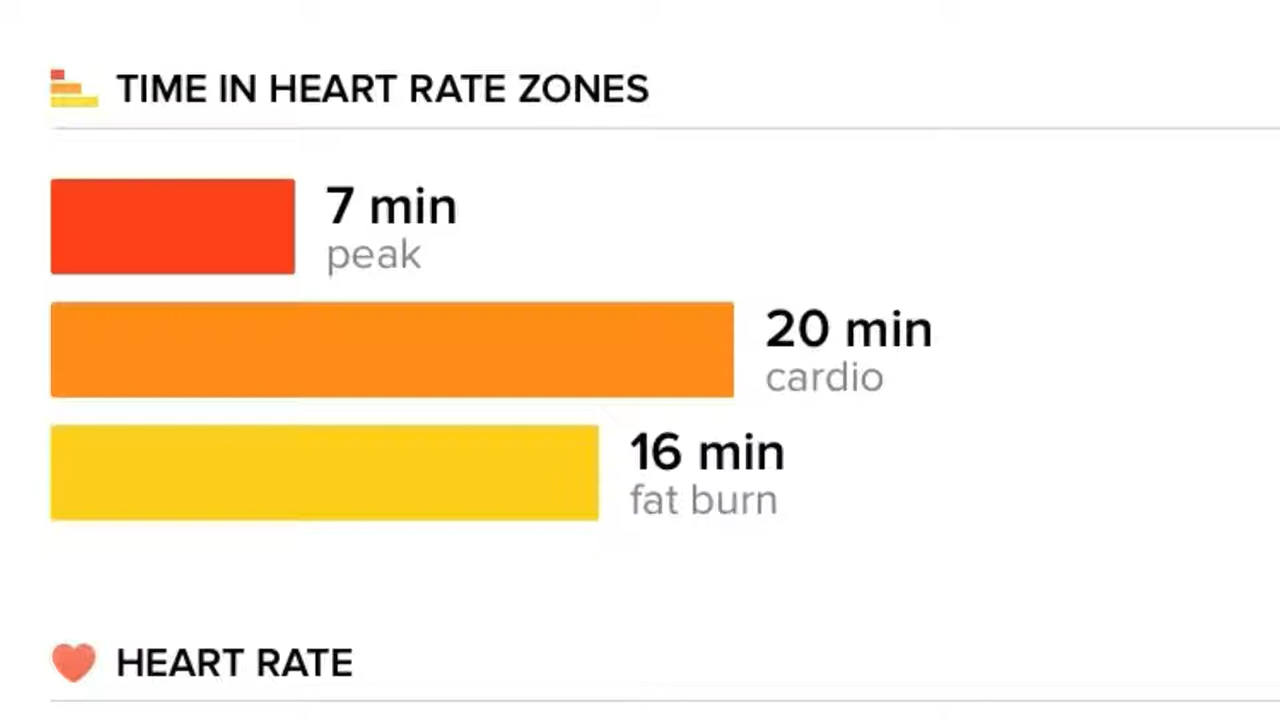 TIME IN HEART RATE ZONES
7 min
peak
20 min
cardio
16 min
fat burn
HEART RATE